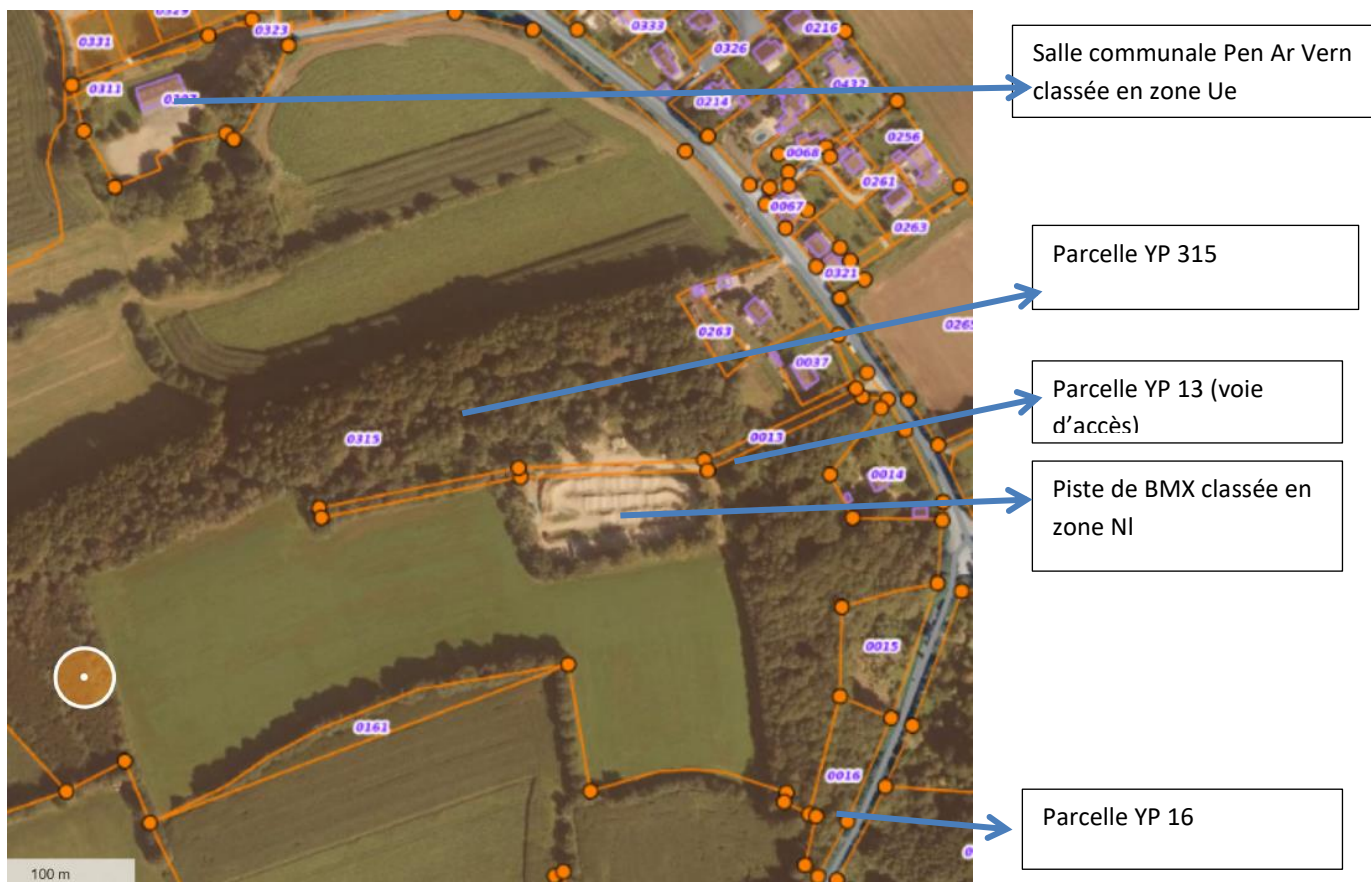 0331
0323
0333
0326
0216
Salle communale Pen Ar Vern
classée en zone Ue
0311
0214
0432
0256
0068
0261
0067
0263
0321
Parcelle YP 315
0263
0265
0037
Parcelle YP 13 (voie
d'accès)
0315
0013
0014
Piste de BMX classée en
zone Nl
0015
0161
0016
Parcelle YP 16
100 m